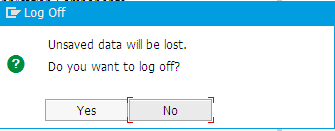 Log Off
Unsaved data will be lost.
Do you want to log off?
Yes
No